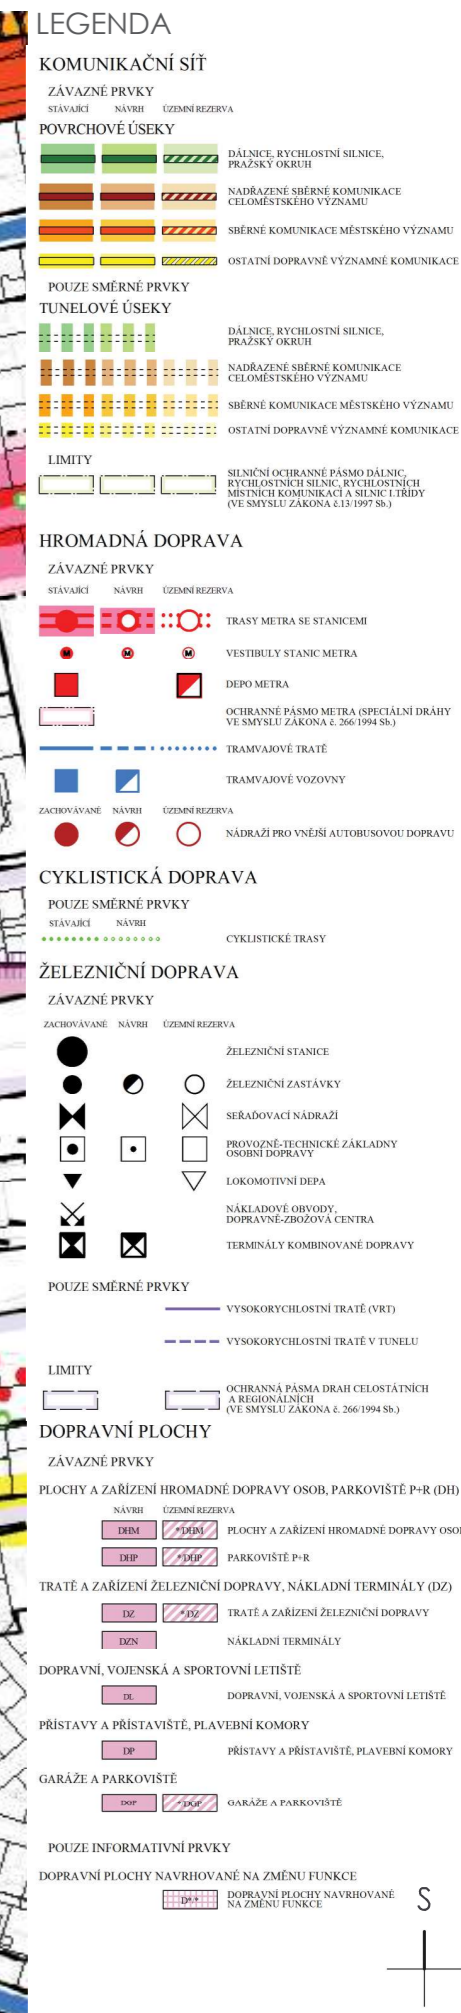 LEGENDA
KOMUNIKAČNÍ SÍŤ
ZÁVAZNÉ PRVKY
STÁVAJÍCÍ NÁVRH ÚZEMNÍ REZERVA
POVRCHOVÉ ÚSEKY
DÁLNICE, RYCHLOSTNÍ SILNICE,
PRAŽSKÝ OKRUH
NADŘAZENÉ SBĚRNÉ KOMUNIKACE
CELOMĚSTSKÉHO VÝZNAMU
SBĚRNÉ KOMUNIKACE MĚSTSKÉHO VÝZNAMU
OSTATNÍ DOPRAVNĚ VÝZNAMNÉ KOMUNIKACE
POUZE SMĚRNÉ PRVKY
TUNELOVÉ ÚSEKY
DÁLNICE, RYCHLOSTNÍ SILNICE,
PRAŽSKÝ OKRUH
NADŘAZENÉ SBĚRNÉ KOMUNIKACE
CELOMĚSTSKÉHO VÝZNAMU
SBĚRNÉ KOMUNIKACE MĚSTSKÉHO VÝZNAMU
OSTATNÍ DOPRAVNĚ VÝZNAMNÉ KOMUNIKACE
LIMITY
SILNIČNÍ OCHRANNÉ PÁSMO DÁLNIC,
RYCHLOSTNÍCH SILNIC, RYCHLOSTNÍCH
MÍSTNÍCH KOMUNIKACÍ A SILNIC I.TŘÍDY
(VE SMYSLU ZÁKONA č.13/1997 Sb.)
HROMADNÁ DOPRAVA
ZÁVAZNÉ PRVKY
STÁVAJÍCÍ NÁVRH ÚZEMNÍ REZERVA
TRASY METRA SE STANICEMI
M M M VESTIBULY STANIC METRA
DEPO METRA
OCHRANNÉ PÁSMO METRA (SPECIÁLNÍ DRÁHY
VE SMYSLU ZÁKONA č. 266/1994 Sb.)
TRAMVAJOVÉ TRATĚ
TRAMVAJOVÉ VOZOVNY
ZACHOVÁVANÉ NÁVRH ÚZEMNÍ REZERVA
NÁDRAŽÍ PRO VNĚJŠÍ AUTOBUSOVOU DOPRAVU
CYKLISTICKÁ DOPRAVA
POUZE SMĚRNÉ PRVKY
STÁVAJÍCÍ NÁVRH
CYKLISTICKÉ TRASY
ŽELEZNIČNÍ DOPRAVA
ZÁVAZNÉ PRVKY
ZACHOVÁVANÉ NÁVRH ÚZEMNÍ REZERVA
ŽELEZNIČNÍ STANICE
ŽELEZNIČNÍ ZASTÁVKY
SEŘAĎOVACÍ NÁDRAŽÍ
PROVOZNĚ-TECHNICKÉ ZÁKLADNY
OSOBNÍ DOPRAVY
LOKOMOTIVNÍ DEPA
NÁKLADOVÉ OBVODY,
DOPRAVNĚ-ZBOŽOVÁ CENTRA
TERMINÁLY KOMBINOVANÉ DOPRAVY
POUZE SMĚRNÉ PRVKY
VYSOKORYCHLOSTNÍ TRATĚ (VRT)
VYSOKORYCHLOSTNÍ TRATĚ V TUNELU
LIMITY
OCHRANNÁ PÁSMA DRAH CELOSTÁTNÍCH
A REGIONÁLNÍCH
(VE SMYSLU ZÁKONA č. 266/1994 Sb.)
DOPRAVNÍ PLOCHY
ZÁVAZNÉ PRVKY
PLOCHY A ZAŘÍZENÍ HROMADNÉ DOPRAVY OSOB, PARKOVIŠTĚ P+R (DH)
NÁVRH ÚZEMNÍ REZERVA
DHM *DHM PLOCHY A ZAŘÍZENÍ HROMADNÉ DOPRAVY OSOB
DHP *DHP PARKOVIŠTĚ P+R
TRATĚ A ZAŘÍZENÍ ŽELEZNIČNÍ DOPRAVY, NÁKLADNÍ TERMINÁLY (DZ)
DZ *DZ TRATĚ A ZAŘÍZENÍ ŽELEZNIČNÍ DOPRAVY
DZN NÁKLADNÍ TERMINÁLY
DOPRAVNÍ, VOJENSKÁ A SPORTOVNÍ LETIŠTĚ
DL DOPRAVNÍ, VOJENSKÁ A SPORTOVNÍ LETIŠTĚ
PŘÍSTAVY A PŘÍSTAVIŠTĚ, PLAVEBNÍ KOMORY
DP PŘÍSTAVY A PŘÍSTAVIŠTĚ, PLAVEBNÍ KOMORY
GARÁŽE A PARKOVIŠTĚ
DGP *DGP GARÁŽE A PARKOVIŠTĚ
POUZE INFORMATIVNÍ PRVKY
DOPRAVNÍ PLOCHY NAVRHOVANÉ NA ZMĚNU FUNKCE
D*/* DOPRAVNÍ PLOCHY NAVRHOVANÉ
NA ZMĚNU FUNKCE
S